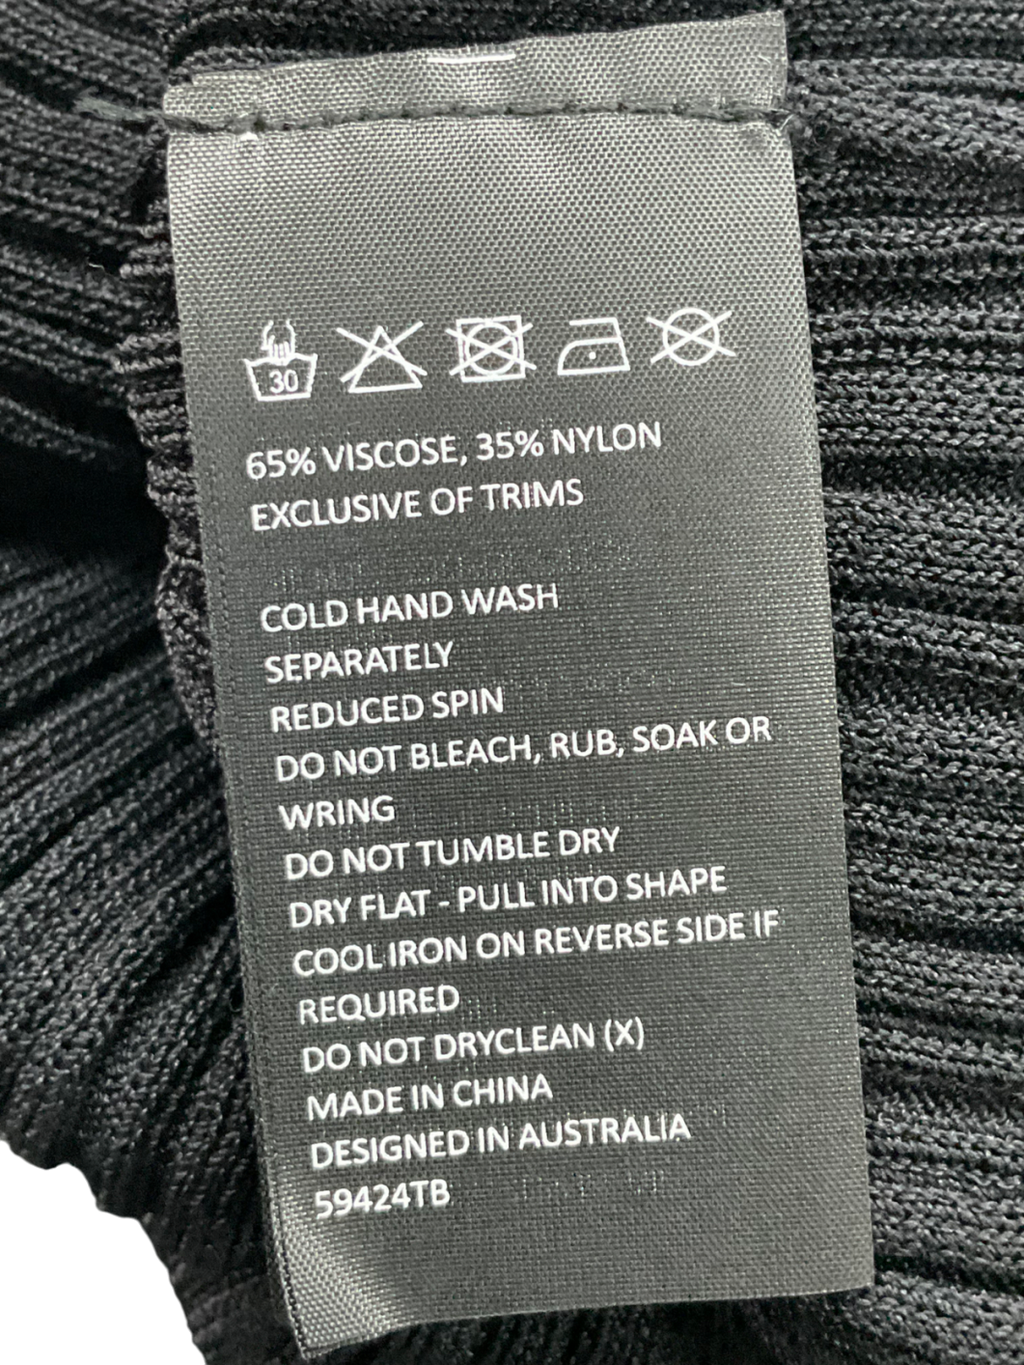 30
65% VISCOSE, 35% NYLON
EXCLUSIVE OF TRIMS
COLD HAND WASH
SEPARATELY
REDUCED SPIN
DO NOT BLEACH, RUB, SOAK OR
WRING
DO NOT TUMBLE DRY
DRY FLAT - PULL INTO SHAPE
COOL IRON ON REVERSE SIDE IF
REQUIRED
DO NOT DRYCLEAN (X)
MADE IN CHINA
DESIGNED IN AUSTRALIA
59424TB